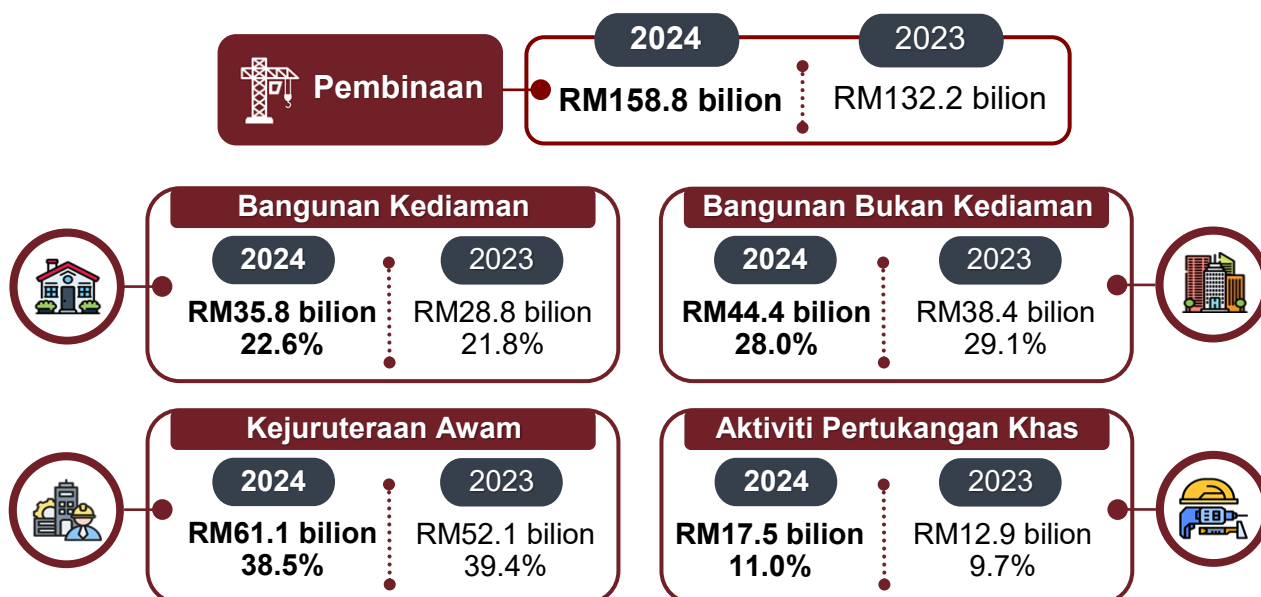 Pembinaan
2024
2023
RM158.8 bilion
RM132.2 bilion
Bangunan Kediaman
2024
2023
RM35.8 bilion
RM28.8 bilion
22.6%
21.8%
Bangunan Bukan Kediaman
2024
2023
RM44.4 bilion
RM38.4 bilion
28.0%
29.1%
Kejuruteraan Awam
2024
2023
RM61.1 bilion
RM52.1 bilion
38.5%
39.4%
Aktiviti Pertukangan Khas
2024
2023
RM17.5 bilion
RM12.9 bilion
11.0%
9.7%